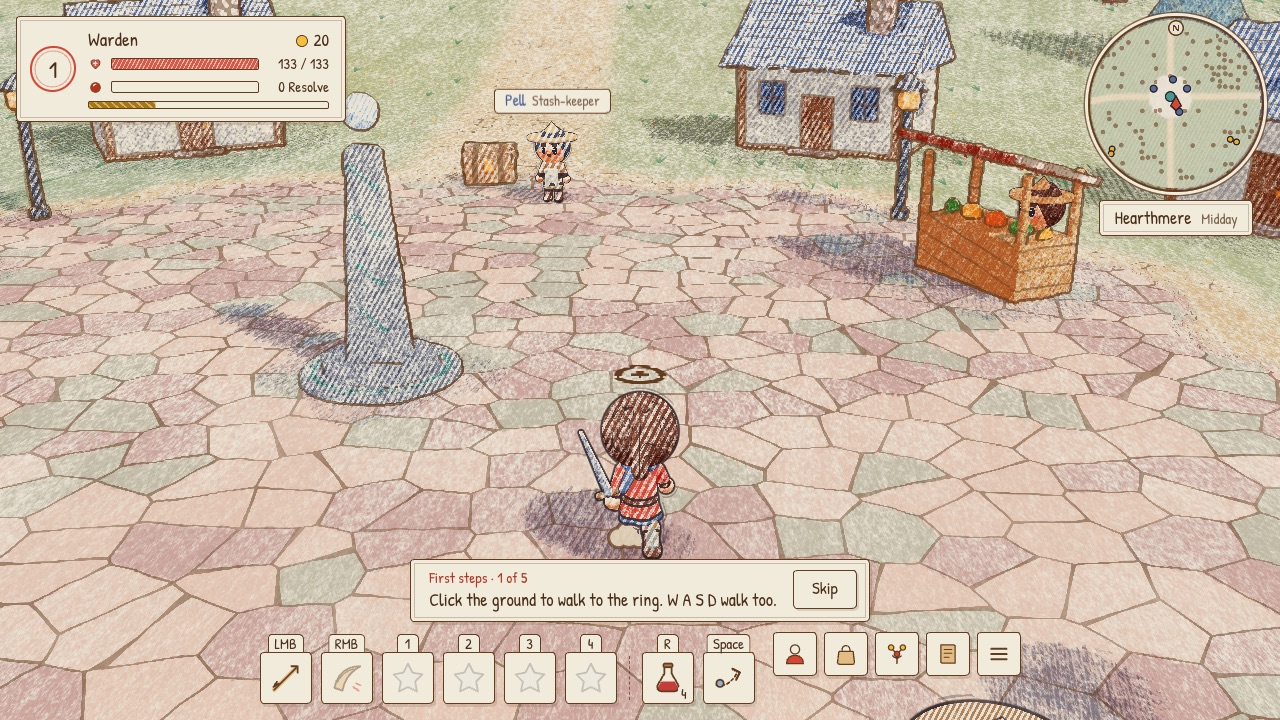 Warden
20
1
133 / 133
0 Resolve
Pell Stash-keeper
N
Hearthmere Midday
First steps · 1 of 5
Click the ground to walk to the ring. W A S D walk too.
Skip
LMB
RMB
1
2
3
4
R
Space
4